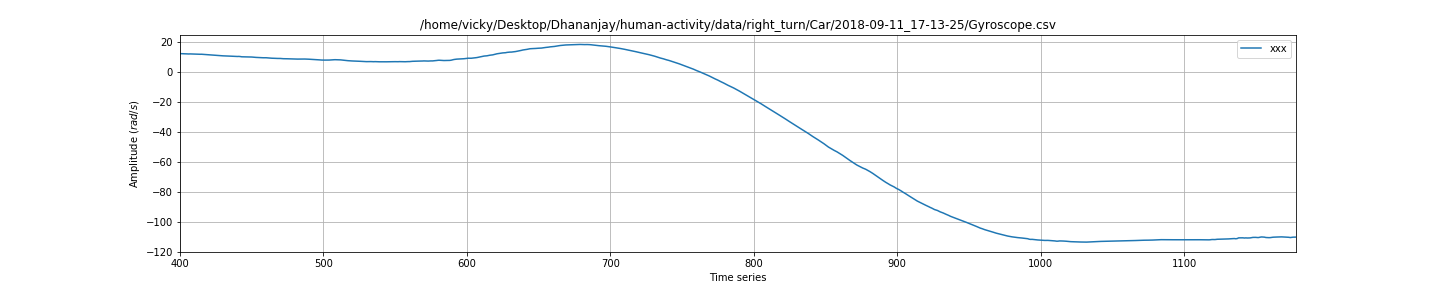 /home/vicky/Desktop/Dhananjay/human-activity/data/right_turn/Car/2018-09-11_17-13-25/Gyroscope.csv
xxx
Amplitude (rad/s)
20
0
−20
−40
−60
−80
−100
−120
400 500 600 700 800 900 1000 1100
Time series